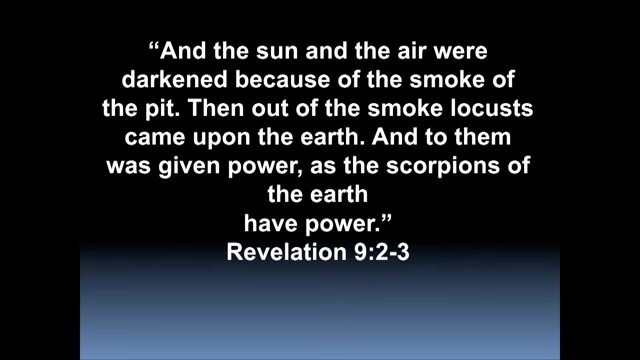 “And the sun and the air were
darkened because of the smoke of
the pit. Then out of the smoke locusts
came upon the earth. And to them
was given power, as the scorpions of
the earth
have power.”
Revelation 9:2-3